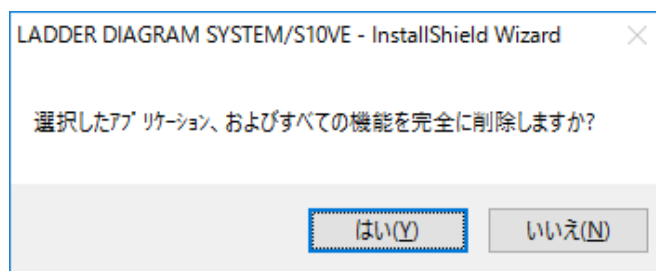 LADDER DIAGRAM SYSTEM/S10VE - InstallShield Wizard
選択したｱﾌﾟﾘｹｰｼｮﾝ、およびすべての機能を完全に削除しますか?
はい(Y)
いいえ(N)